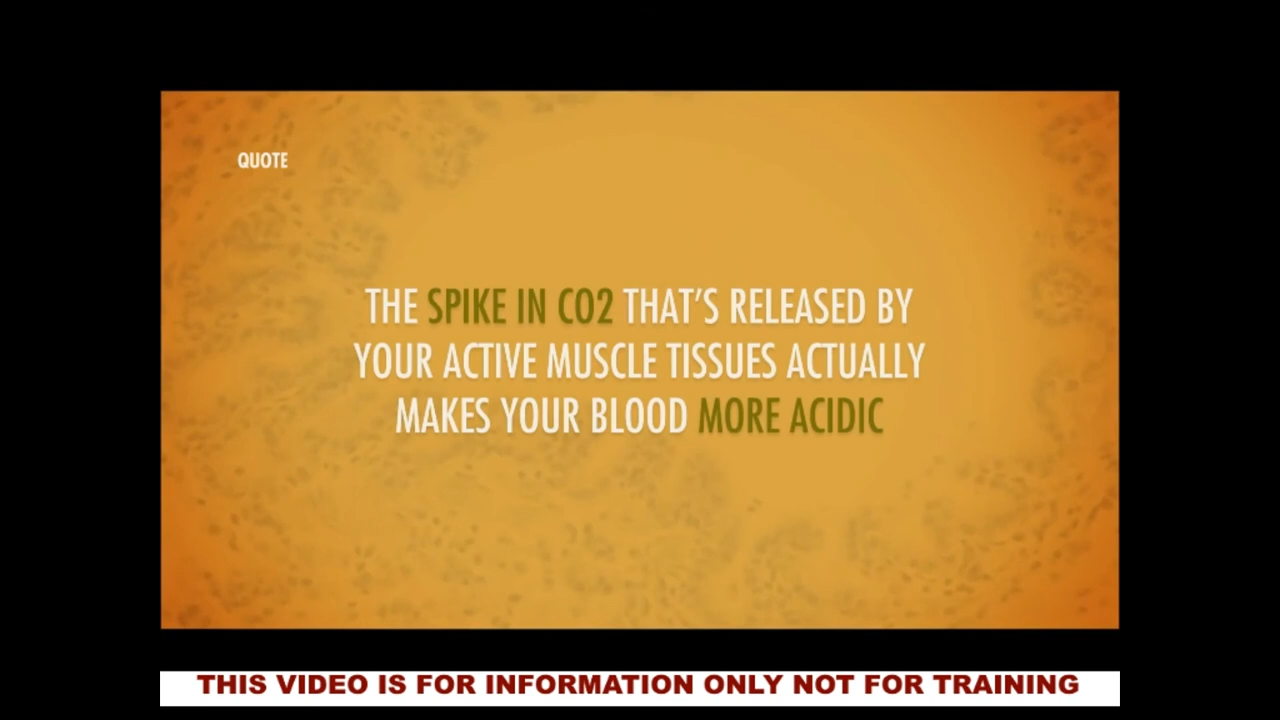 QUOTE
THE SPIKE IN CO2 THAT'S RELEASED BY
YOUR ACTIVE MUSCLE TISSUES ACTUALLY
MAKES YOUR BLOOD MORE ACIDIC
THIS VIDEO IS FOR INFORMATION ONLY NOT FOR TRAINING